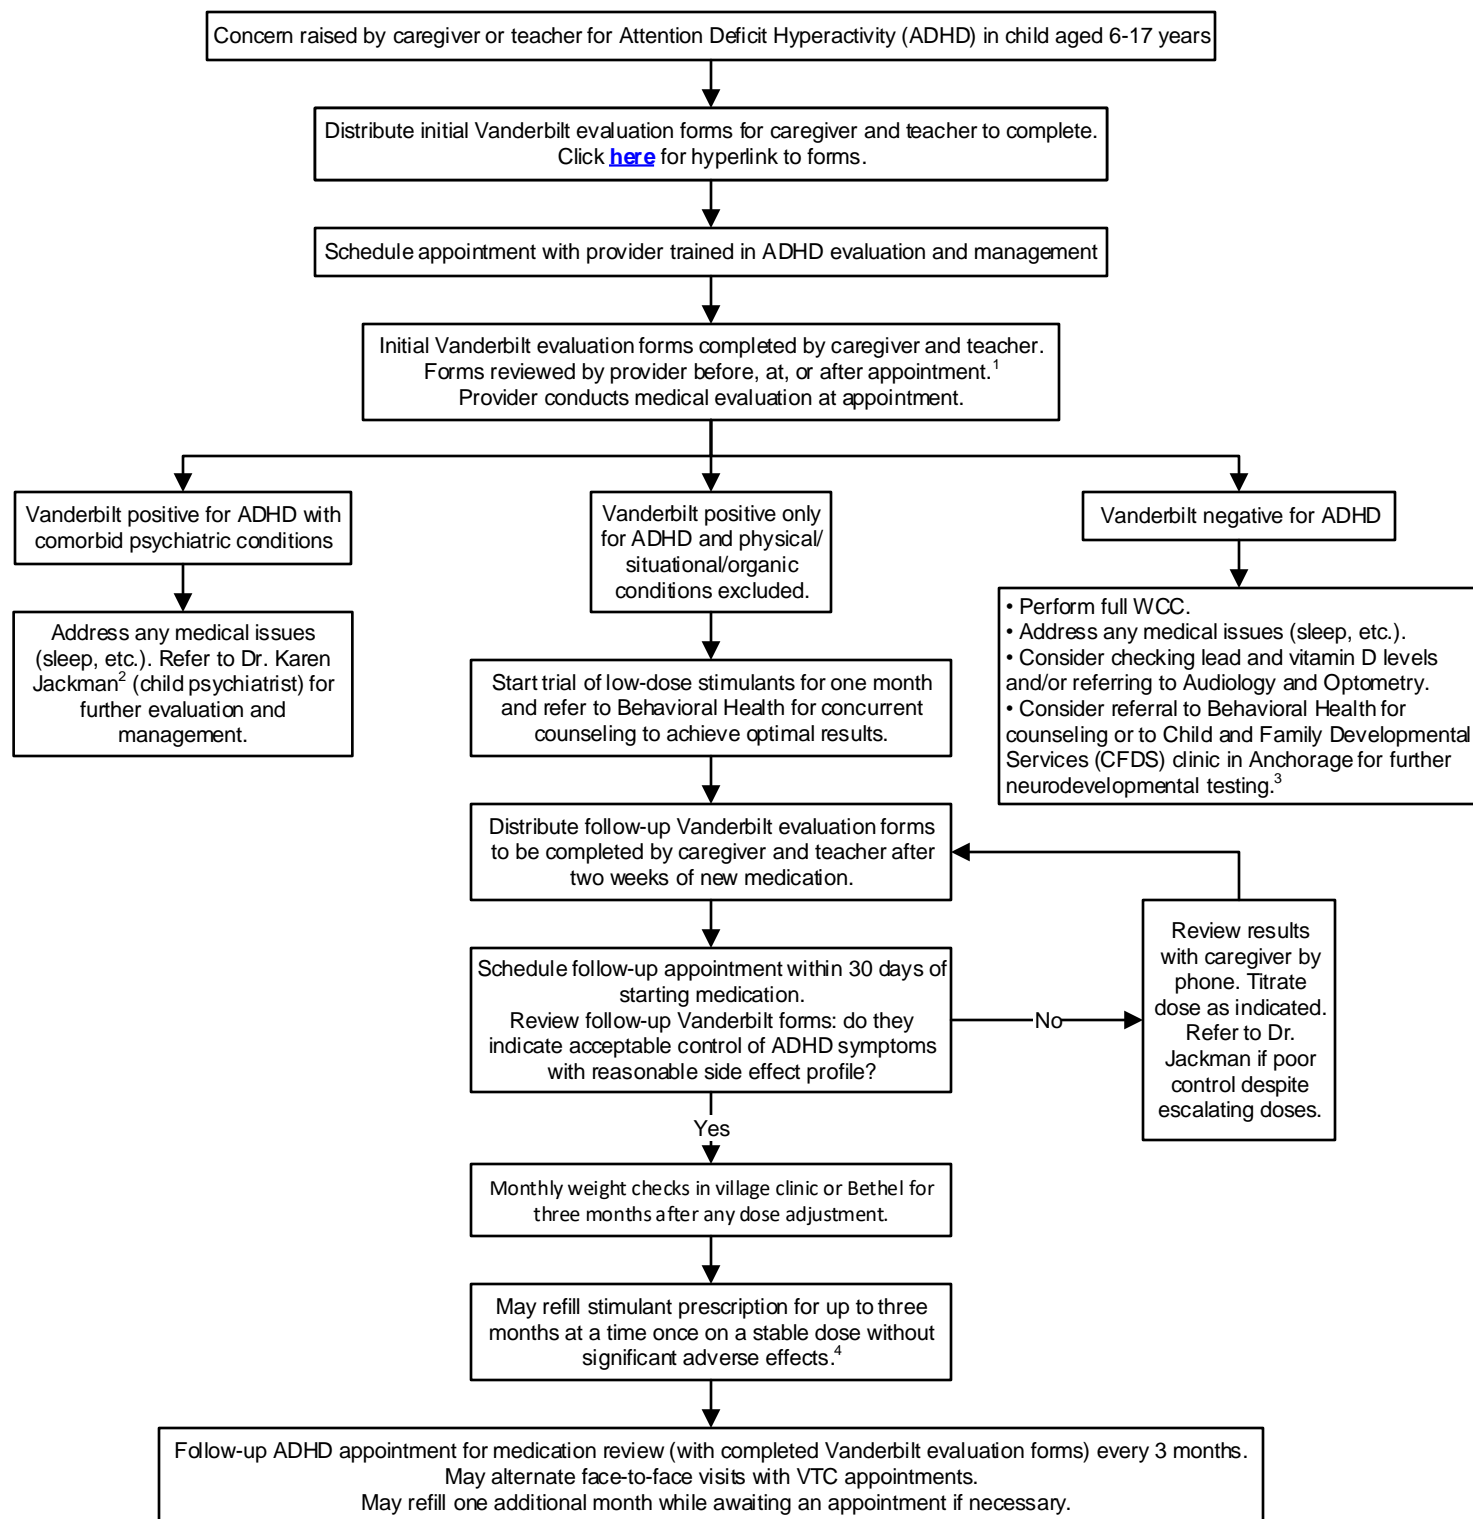 Concern raised by caregiver or teacher for Attention Deficit Hyperactivity (ADHD) in child aged 6-17 years
Distribute initial Vanderbilt evaluation forms for caregiver and teacher to complete.
Click here for hyperlink to forms.
Schedule appointment with provider trained in ADHD evaluation and management
Initial Vanderbilt evaluation forms completed by caregiver and teacher.
Forms reviewed by provider before, at, or after appointment.1
Provider conducts medical evaluation at appointment.
Vanderbilt positive for ADHD with
comorbid psychiatric conditions
Address any medical issues
(sleep, etc.). Refer to Dr. Karen
Jackman2 (child psychiatrist) for
further evaluation and
management.
Vanderbilt positive only
for ADHD and physical/
situational/organic
conditions excluded.
Start trial of low-dose stimulants for one month
and refer to Behavioral Health for concurrent
counseling to achieve optimal results.
Vanderbilt negative for ADHD
• Perform full WCC.
• Address any medical issues (sleep, etc.).
• Consider checking lead and vitamin D levels
and/or referring to Audiology and Optometry.
• Consider referral to Behavioral Health for
counseling or to Child and Family Developmental
Services (CFDS) clinic in Anchorage for further
neurodevelopmental testing.3
Distribute follow-up Vanderbilt evaluation forms
to be completed by caregiver and teacher after
two weeks of new medication.
Schedule follow-up appointment within 30 days of
starting medication.
Review follow-up Vanderbilt forms: do they
indicate acceptable control of ADHD symptoms
with reasonable side effect profile?
No
Review results
with caregiver by
phone. Titrate
dose as indicated.
Refer to Dr.
Jackman if poor
control despite
escalating doses.
Yes
Monthly weight checks in village clinic or Bethel for
three months after any dose adjustment.
May refill stimulant prescription for up to three
months at a time once on a stable dose without
significant adverse effects.4
Follow-up ADHD appointment for medication review (with completed Vanderbilt evaluation forms) every 3 months.
May alternate face-to-face visits with VTC appointments.
May refill one additional month while awaiting an appointment if necessary.